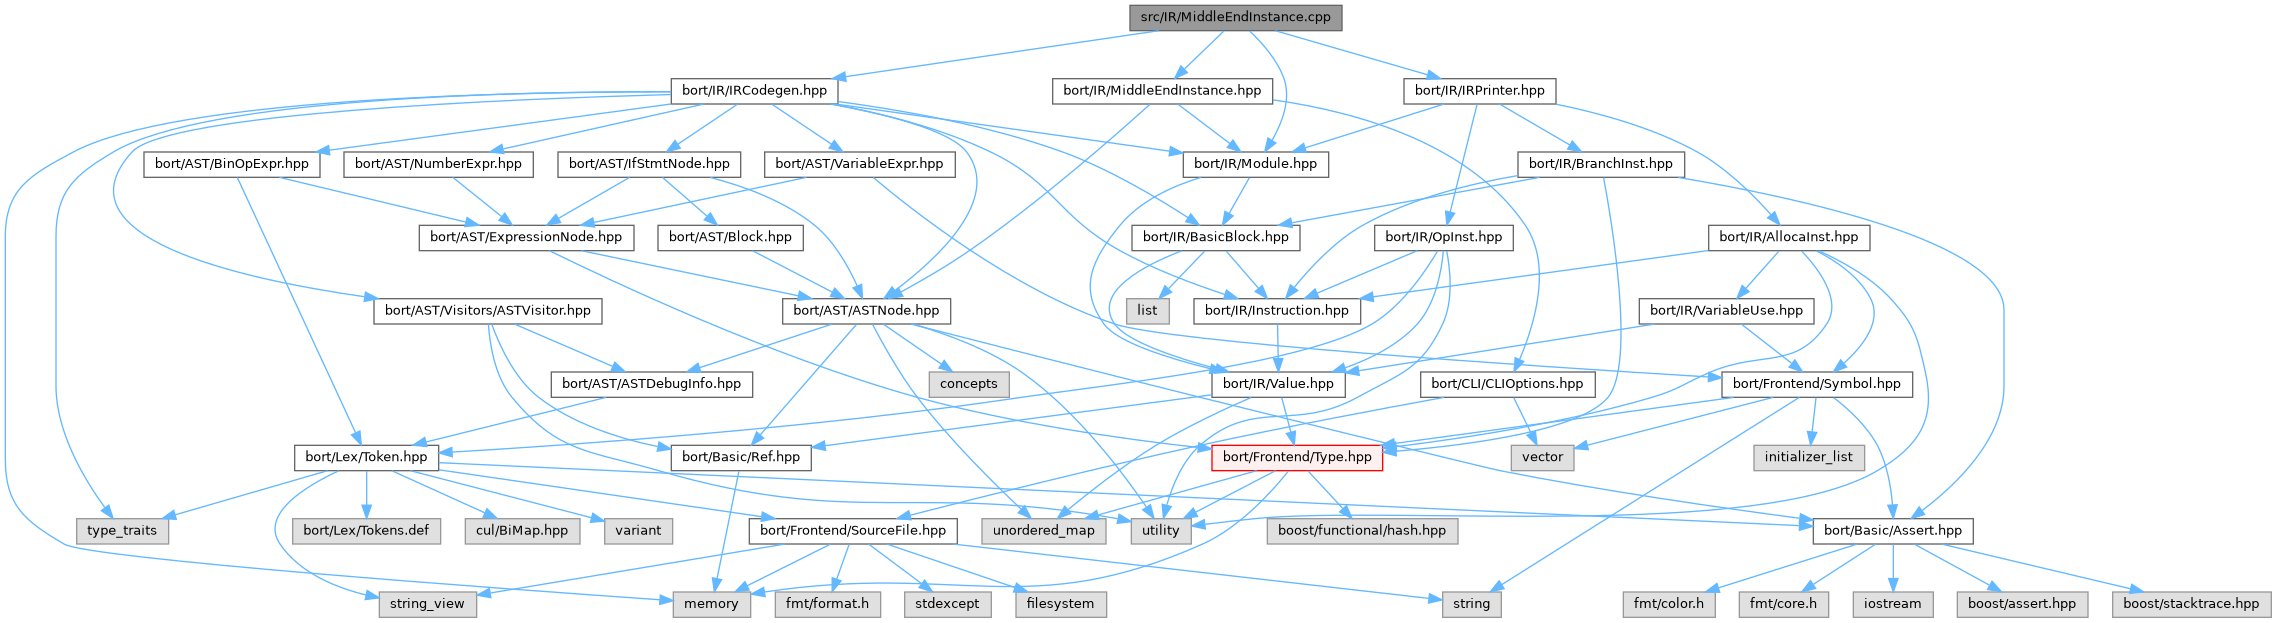 src/IR/MiddleEndInstance.cpp
bort/IR/IRCodegen.hpp
bort/IR/MiddleEndInstance.hpp
bort/IR/IRPrinter.hpp
bort/AST/BinOpExpr.hpp
bort/AST/NumberExpr.hpp
bort/AST/IfStmtNode.hpp
bort/AST/VariableExpr.hpp
bort/IR/Module.hpp
bort/IR/BranchInst.hpp
bort/AST/ExpressionNode.hpp
bort/AST/Block.hpp
bort/IR/BasicBlock.hpp
bort/IR/OpInst.hpp
bort/IR/AllocaInst.hpp
bort/AST/Visitors/ASTVisitor.hpp
bort/AST/ASTNode.hpp
list
bort/IR/Instruction.hpp
bort/IR/VariableUse.hpp
bort/AST/ASTDebugInfo.hpp
concepts
bort/IR/Value.hpp
bort/CLI/CLIOptions.hpp
bort/Frontend/Symbol.hpp
bort/Lex/Token.hpp
bort/Basic/Ref.hpp
bort/Frontend/Type.hpp
vector
initializer_list
type_traits
bort/Lex/Tokens.def
cul/BiMap.hpp
variant
bort/Frontend/SourceFile.hpp
unordered_map
utility
boost/functional/hash.hpp
bort/Basic/Assert.hpp
string_view
memory
fmt/format.h
stdexcept
filesystem
string
fmt/color.h
fmt/core.h
iostream
boost/assert.hpp
boost/stacktrace.hpp